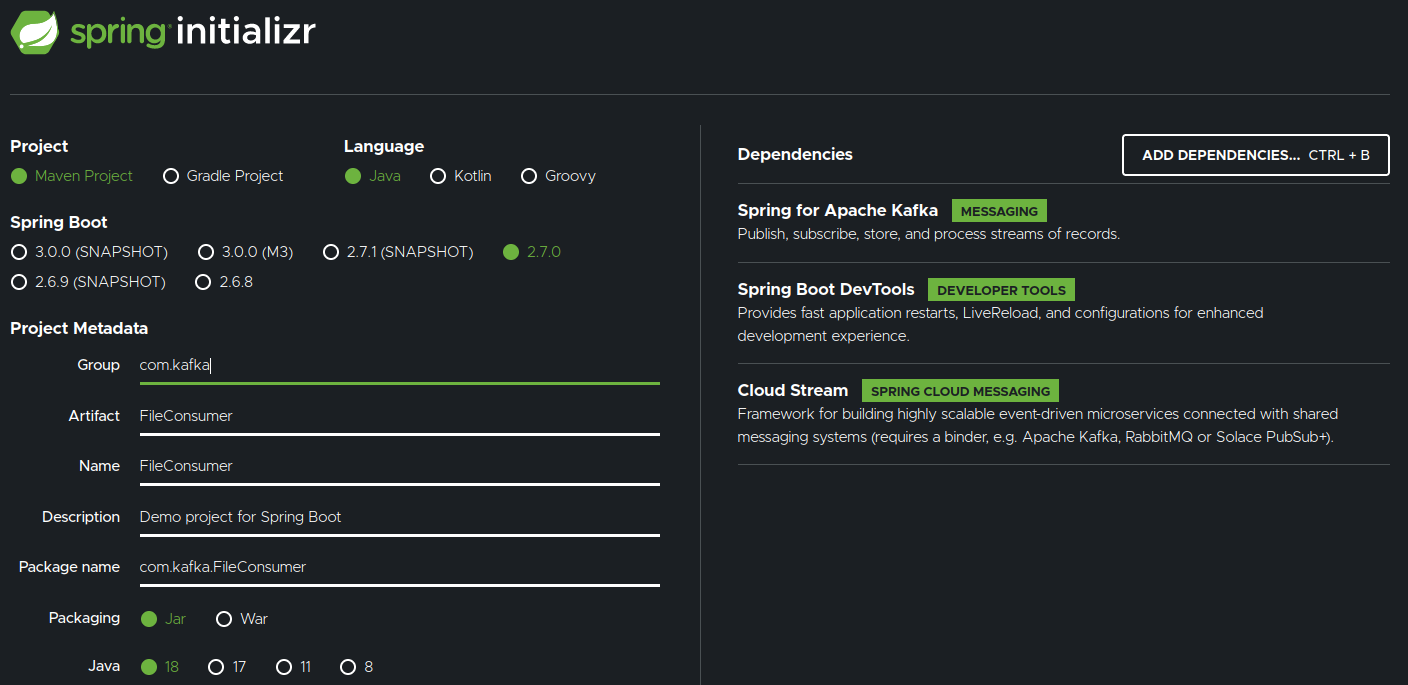 spring initializr
Project
Maven Project Gradle Project
Language
Java Kotlin Groovy
Spring Boot
3.0.0 (SNAPSHOT) 3.0.0 (M3) 2.7.1 (SNAPSHOT) 2.7.0
2.6.9 (SNAPSHOT) 2.6.8
Project Metadata
Group com.kafka
Artifact FileConsumer
Name FileConsumer
Description Demo project for Spring Boot
Package name com.kafka.FileConsumer
Packaging Jar War
Java 18 17 11 8
Dependencies ADD DEPENDENCIES... CTRL + B
Spring for Apache Kafka MESSAGING
Publish, subscribe, store, and process streams of records.
Spring Boot DevTools DEVELOPER TOOLS
Provides fast application restarts, LiveReload, and configurations for enhanced
development experience.
Cloud Stream SPRING CLOUD MESSAGING
Framework for building highly scalable event-driven microservices connected with shared
messaging systems (requires a binder, e.g. Apache Kafka, RabbitMQ or Solace PubSub+).